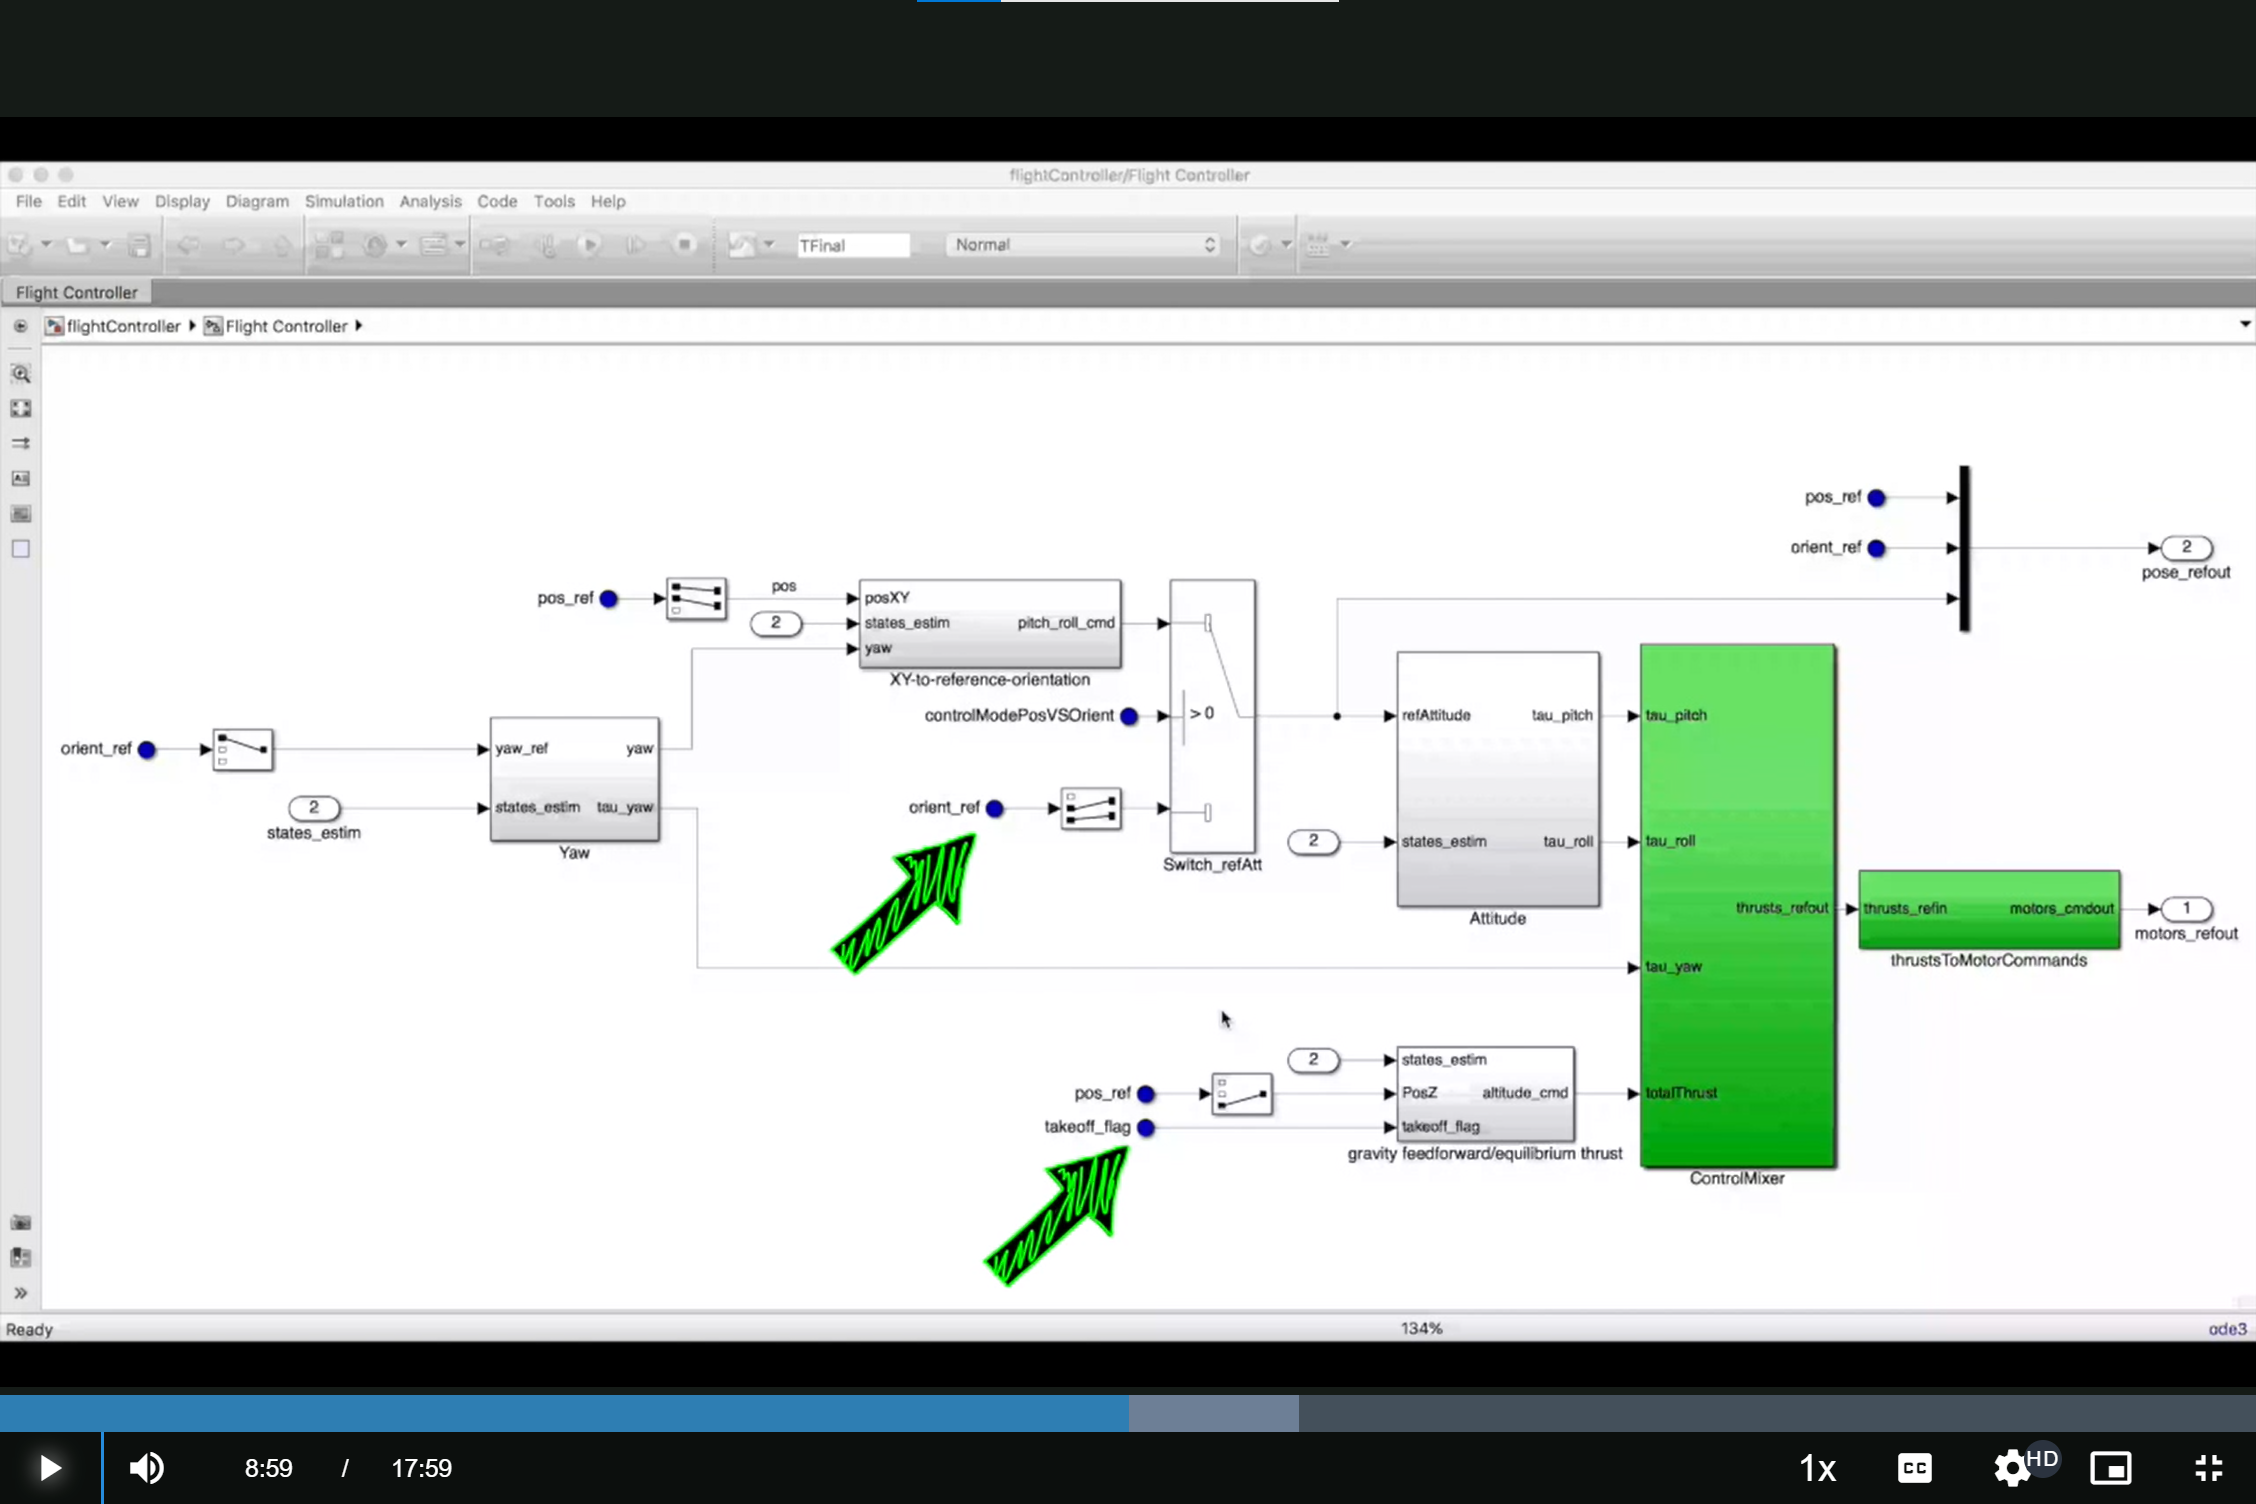 flightController/Flight Controller
File Edit View Display Diagram Simulation Analysis Code Tools Help
TFinal Normal
Flight Controller
flightController Flight Controller
pos_ref
orient_ref
2
pose_refout
pos_ref
pos
posXY
2
states_estim pitch_roll_cmd
yaw
XY-to-reference-orientation
controlModePosVSOrient
> 0
refAttitude tau_pitch
tau_pitch
orient_ref
yaw_ref yaw
2
states_estim
states_estim tau_yaw
Yaw
orient_ref
Switch_refAtt
2
states_estim tau_roll
Attitude
tau_roll
thrusts_refout
thrusts_refin motors_cmdout
1
motors_refout
thrustsToMotorCommands
tau_yaw
2
states_estim
pos_ref
PosZ altitude_cmd
totalThrust
takeoff_flag
takeoff_flag
gravity feedforward/equilibrium thrust
ControlMixer
Ready 134% ode3
8:59 / 17:59 1x CC HD